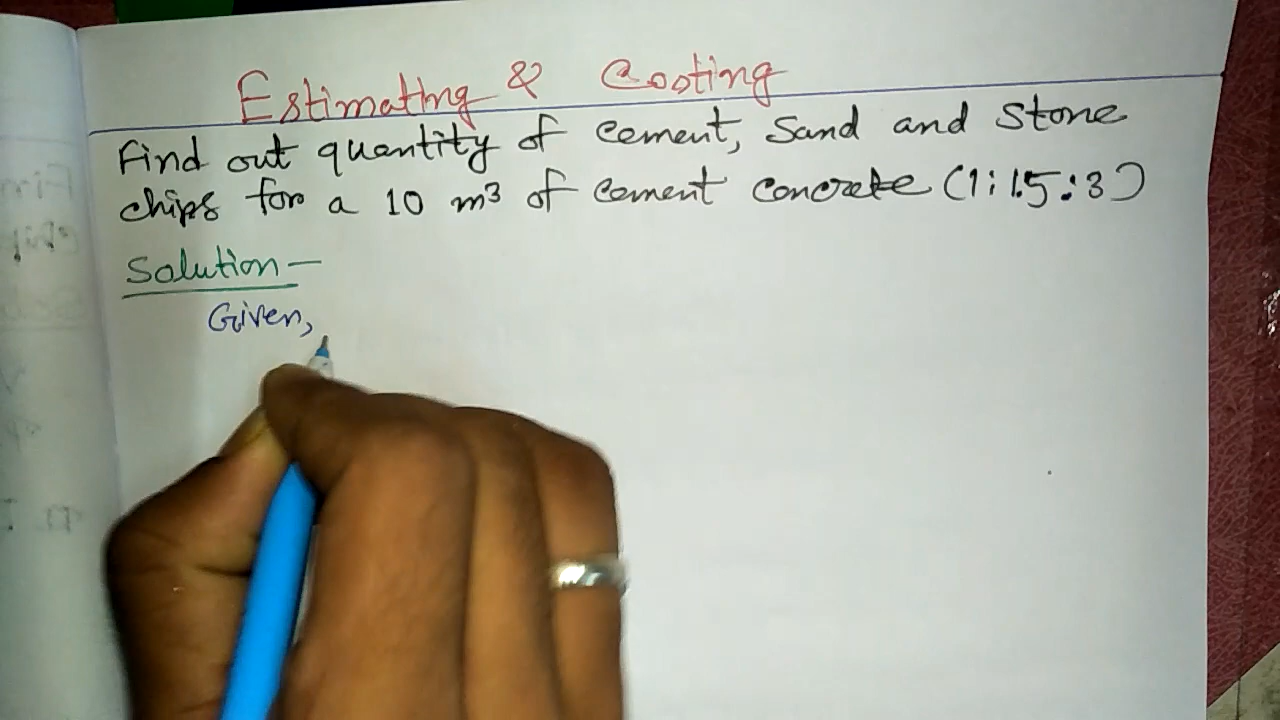 Estimating & Costing
Find out quantity of cement, Sand and Stone
chips for a 10 m³ of cement concrete (1:1.5:3)
Solution—
Given,